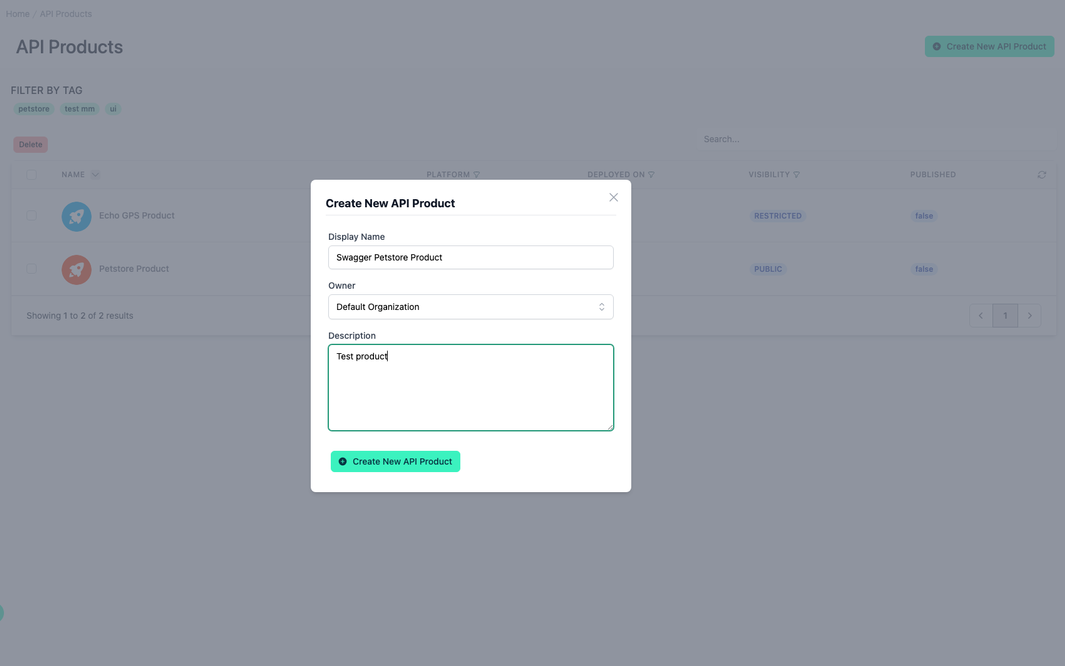 Home / API Products
API Products
Create New API Product
FILTER BY TAG
petstore test mm ui
Delete
Search...
NAME PLATFORM DEPLOYED ON VISIBILITY PUBLISHED
Echo GPS Product RESTRICTED false
Petstore Product PUBLIC false
Showing 1 to 2 of 2 results
1
Create New API Product
Display Name
Swagger Petstore Product
Owner
Default Organization
Description
Test product
Create New API Product